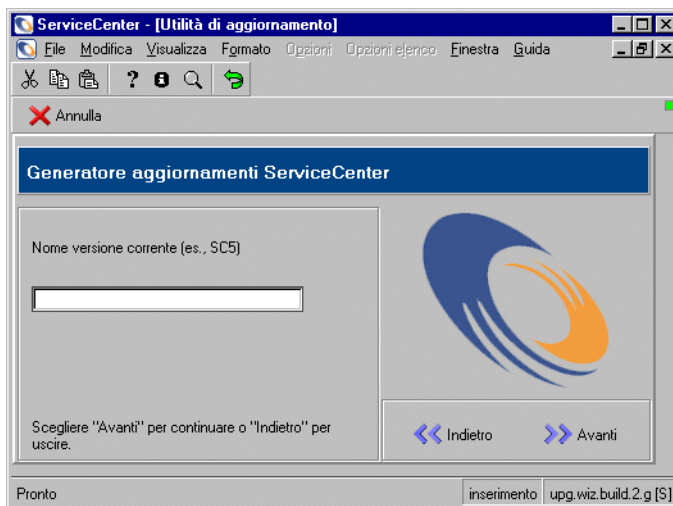 ServiceCenter - [Utilità di aggiornamento]
File Modifica Visualizza Formato Opzioni Opzioni elenco Finestra Guida
Annulla
Generatore aggiornamenti ServiceCenter
Nome versione corrente (es., SC5)
Scegliere "Avanti" per continuare o "Indietro" per
uscire.
Indietro Avanti
Pronto inserimento upg.wiz.build.2.g [S]